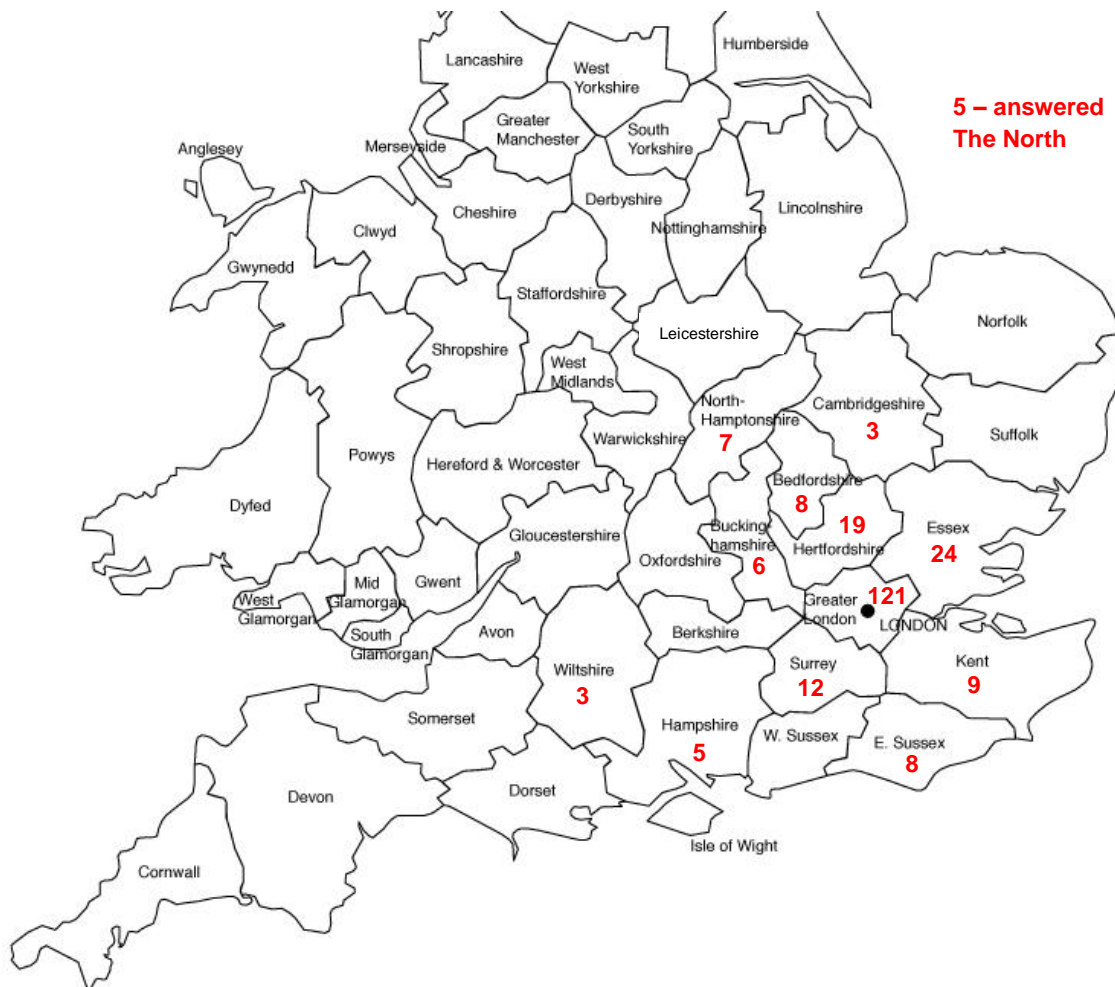 Humberside
Lancashire
West
Yorkshire
5 – answered
The North
Greater
Manchester
South
Yorkshire
Anglesey
Merseyside
Cheshire
Derbyshire
Lincolnshire
Nottinghamshire
Clwyd
Gwynedd
Staffordshire
Norfolk
Leicestershire
Shropshire
West
Midlands
North-
Hamptonshire
7
Cambridgeshire
3
Suffolk
Warwickshire
Powys
Hereford & Worcester
Bedfordshire
8
Dyfed
19
Hertfordshire
Essex
24
Bucking-
hamshire
6
Gloucestershire
Oxfordshire
Gwent
Mid
Glamorgan
West
Glamorgan
South
Glamorgan
Greater
London
121
LONDON
Avon
Berkshire
Wiltshire
3
Surrey
12
Kent
9
Somerset
Hampshire
5
W. Sussex
E. Sussex
8
Devon
Dorset
Isle of Wight
Cornwall